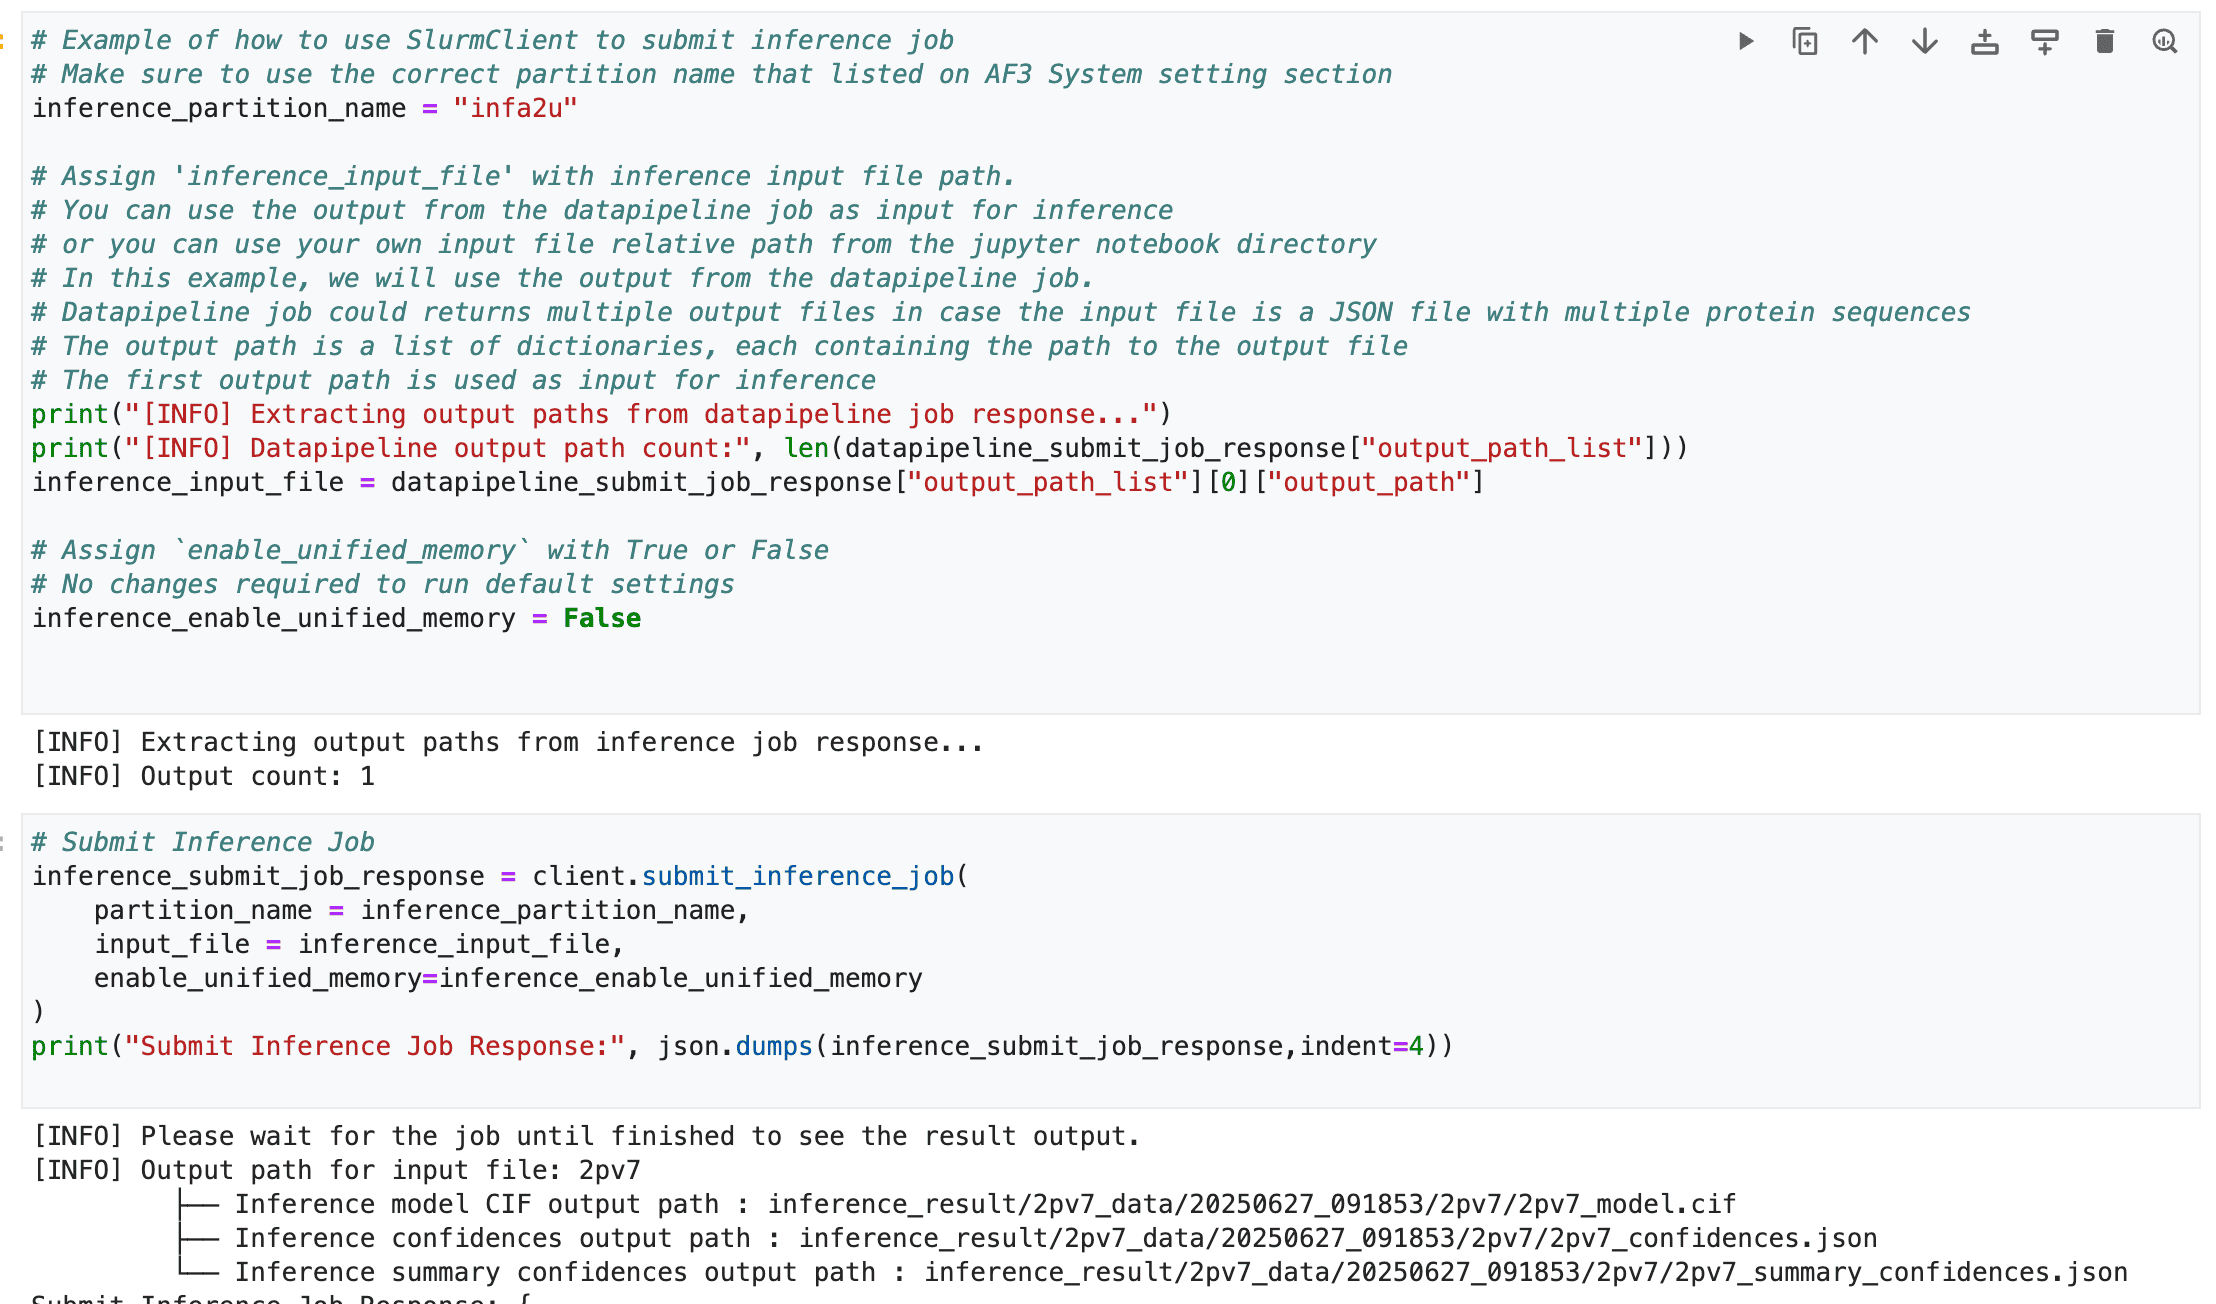 # Example of how to use SlurmClient to submit inference job
# Make sure to use the correct partition name that listed on AF3 System setting section
inference_partition_name = "infa2u"
# Assign 'inference_input_file' with inference input file path.
# You can use the output from the datapipeline job as input for inference
# or you can use your own input file relative path from the jupyter notebook directory
# In this example, we will use the output from the datapipeline job.
# Datapipeline job could returns multiple output files in case the input file is a JSON file with multiple protein sequences
# The output path is a list of dictionaries, each containing the path to the output file
# The first output path is used as input for inference
print("[INFO] Extracting output paths from datapipeline job response...")
print("[INFO] Datapipeline output path count:", len(datapipeline_submit_job_response["output_path_list"]))
inference_input_file = datapipeline_submit_job_response["output_path_list"][0]["output_path"]
# Assign `enable_unified_memory` with True or False
# No changes required to run default settings
inference_enable_unified_memory = False
[INFO] Extracting output paths from inference job response...
[INFO] Output count: 1
# Submit Inference Job
inference_submit_job_response = client.submit_inference_job(
    partition_name = inference_partition_name,
    input_file = inference_input_file,
    enable_unified_memory=inference_enable_unified_memory
)
print("Submit Inference Job Response:", json.dumps(inference_submit_job_response,indent=4))
[INFO] Please wait for the job until finished to see the result output.
[INFO] Output path for input file: 2pv7
├── Inference model CIF output path : inference_result/2pv7_data/20250627_091853/2pv7/2pv7_model.cif
├── Inference confidences output path : inference_result/2pv7_data/20250627_091853/2pv7/2pv7_confidences.json
└── Inference summary confidences output path : inference_result/2pv7_data/20250627_091853/2pv7/2pv7_summary_confidences.json
Submit Inference Job Response: {